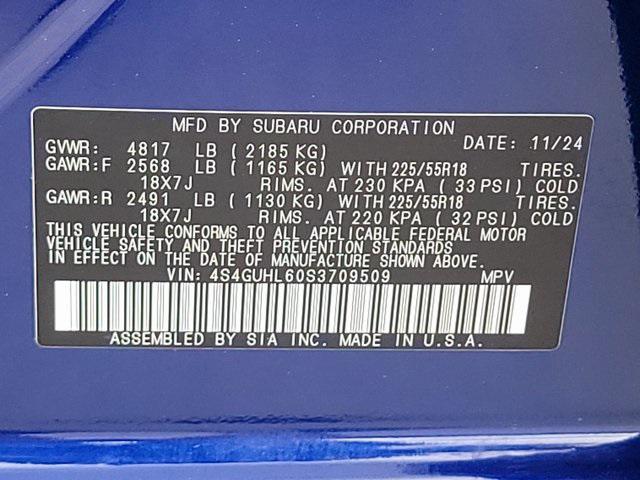 MFD BY SUBARU CORPORATION
GVWR: 4817 LB ( 2185 KG) DATE: 11/24
GAWR:F 2568 LB ( 1165 KG) WITH 225/55R18 TIRES.
18X7J RIMS. AT 230 KPA ( 33 PSI) COLD
GAWR:R 2491 LB ( 1130 KG) WITH 225/55R18 TIRES.
18X7J RIMS. AT 220 KPA ( 32 PSI) COLD
THIS VEHICLE CONFORMS TO ALL APPLICABLE FEDERAL MOTOR
VEHICLE SAFETY AND THEFT PREVENTION STANDARDS
IN EFFECT ON THE DATE OF MANUFACTURE SHOWN ABOVE.
VIN: 4S4GUHL60S3709509 MPV
ASSEMBLED BY SIA INC. MADE IN U.S.A.